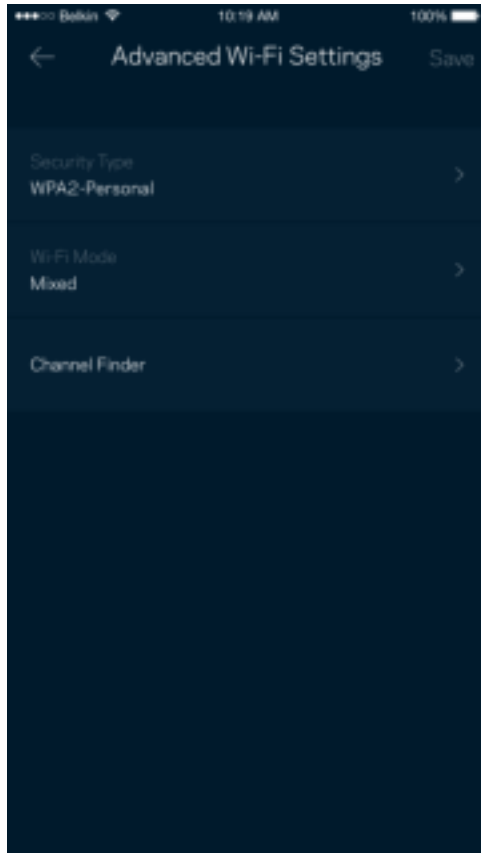 Belkin 10:19 AM 100%
Advanced Wi-Fi Settings Save
Security Type
WPA2-Personal
Wi-Fi Mode
Mixed
Channel Finder